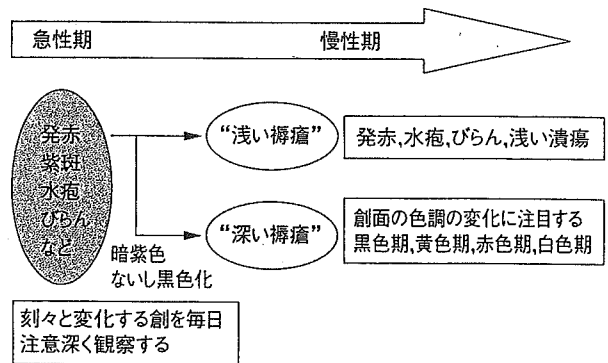 急性期
慢性期
発赤
紫斑
水疱
びらん
など
"浅い褥瘡"
発赤,水疱,びらん,浅い潰瘍
"深い褥瘡"
創面の色調の変化に注目する
黒色期,黄色期,赤色期,白色期
暗紫色
ないし黒色化
刻々と変化する創を毎日
注意深く観察する